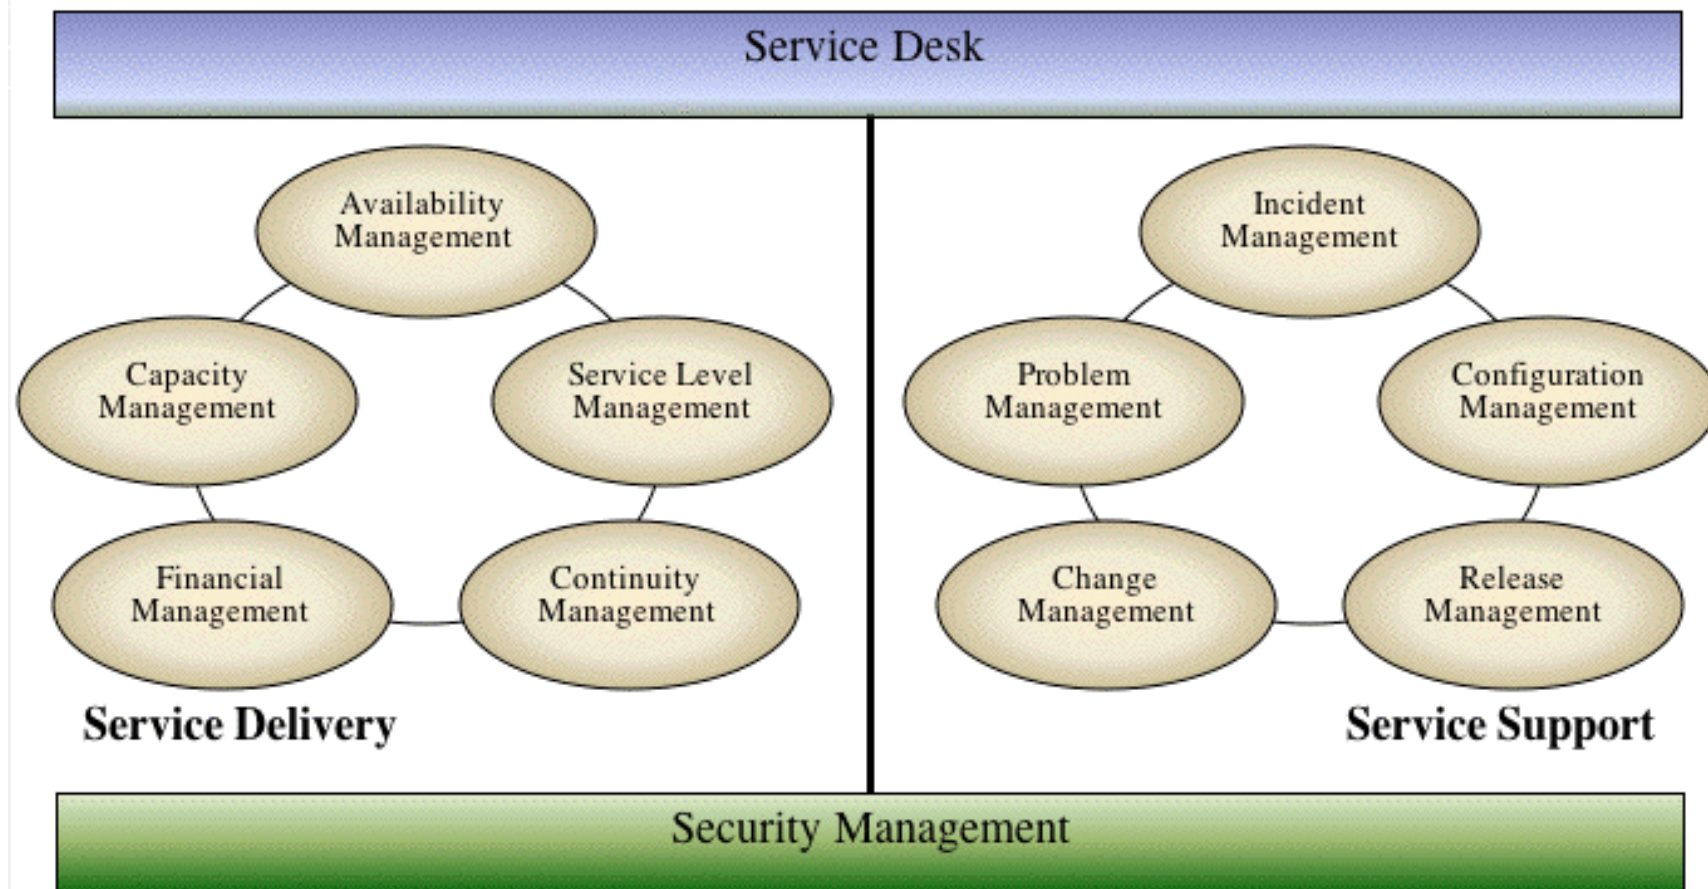 Service Desk
Availability
Management
Capacity
Management
Service Level
Management
Financial
Management
Continuity
Management
Service Delivery
Incident
Management
Problem
Management
Configuration
Management
Change
Management
Release
Management
Service Support
Security Management